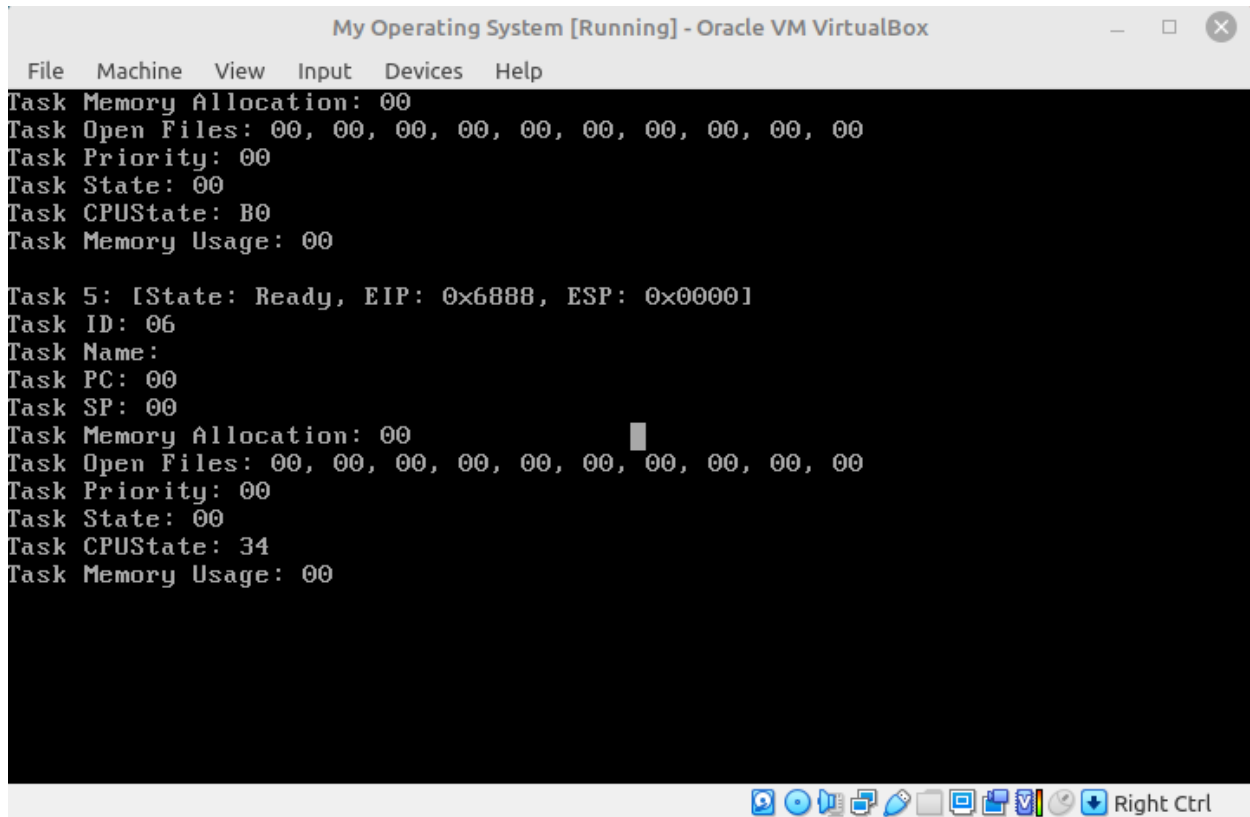 My Operating System [Running] - Oracle VM VirtualBox
File Machine View Input Devices Help
Task Memory Allocation: 00
Task Open Files: 00, 00, 00, 00, 00, 00, 00, 00, 00, 00
Task Priority: 00
Task State: 00
Task CPUState: B0
Task Memory Usage: 00
Task 5: [State: Ready, EIP: 0x6888, ESP: 0x0000]
Task ID: 06
Task Name:
Task PC: 00
Task SP: 00
Task Memory Allocation: 00
Task Open Files: 00, 00, 00, 00, 00, 00, 00, 00, 00, 00
Task Priority: 00
Task State: 00
Task CPUState: 34
Task Memory Usage: 00
Right Ctrl